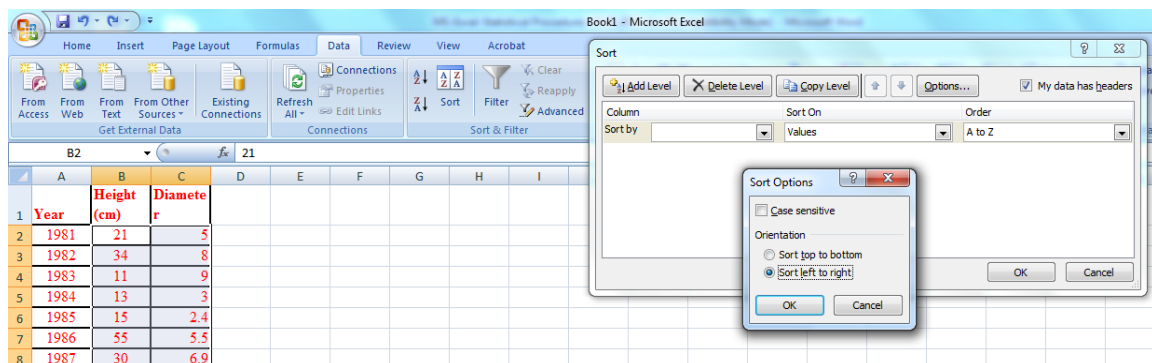 Book1 - Microsoft Excel
Home Insert Page Layout Formulas Data Review View Acrobat
From Access
From Web
From Text
From Other Sources
Existing Connections
Get External Data
Refresh All
Connections
Properties
Edit Links
Connections
A Z
Z A
A Z
Z A
Sort
Filter
Clear
Reapply
Advanced
Sort & Filter
B2 fx 21
A B C D E F G H I
1 Year Height (cm) Diameter
2 1981 21 5
3 1982 34 8
4 1983 11 9
5 1984 13 3
6 1985 15 2.4
7 1986 55 5.5
8 1987 30 6.9
Sort
Add Level Delete Level Copy Level Options... My data has headers
Column Sort On Order
Sort by Values A to Z
OK Cancel
Sort Options
Case sensitive
Orientation
Sort top to bottom
Sort left to right
OK Cancel